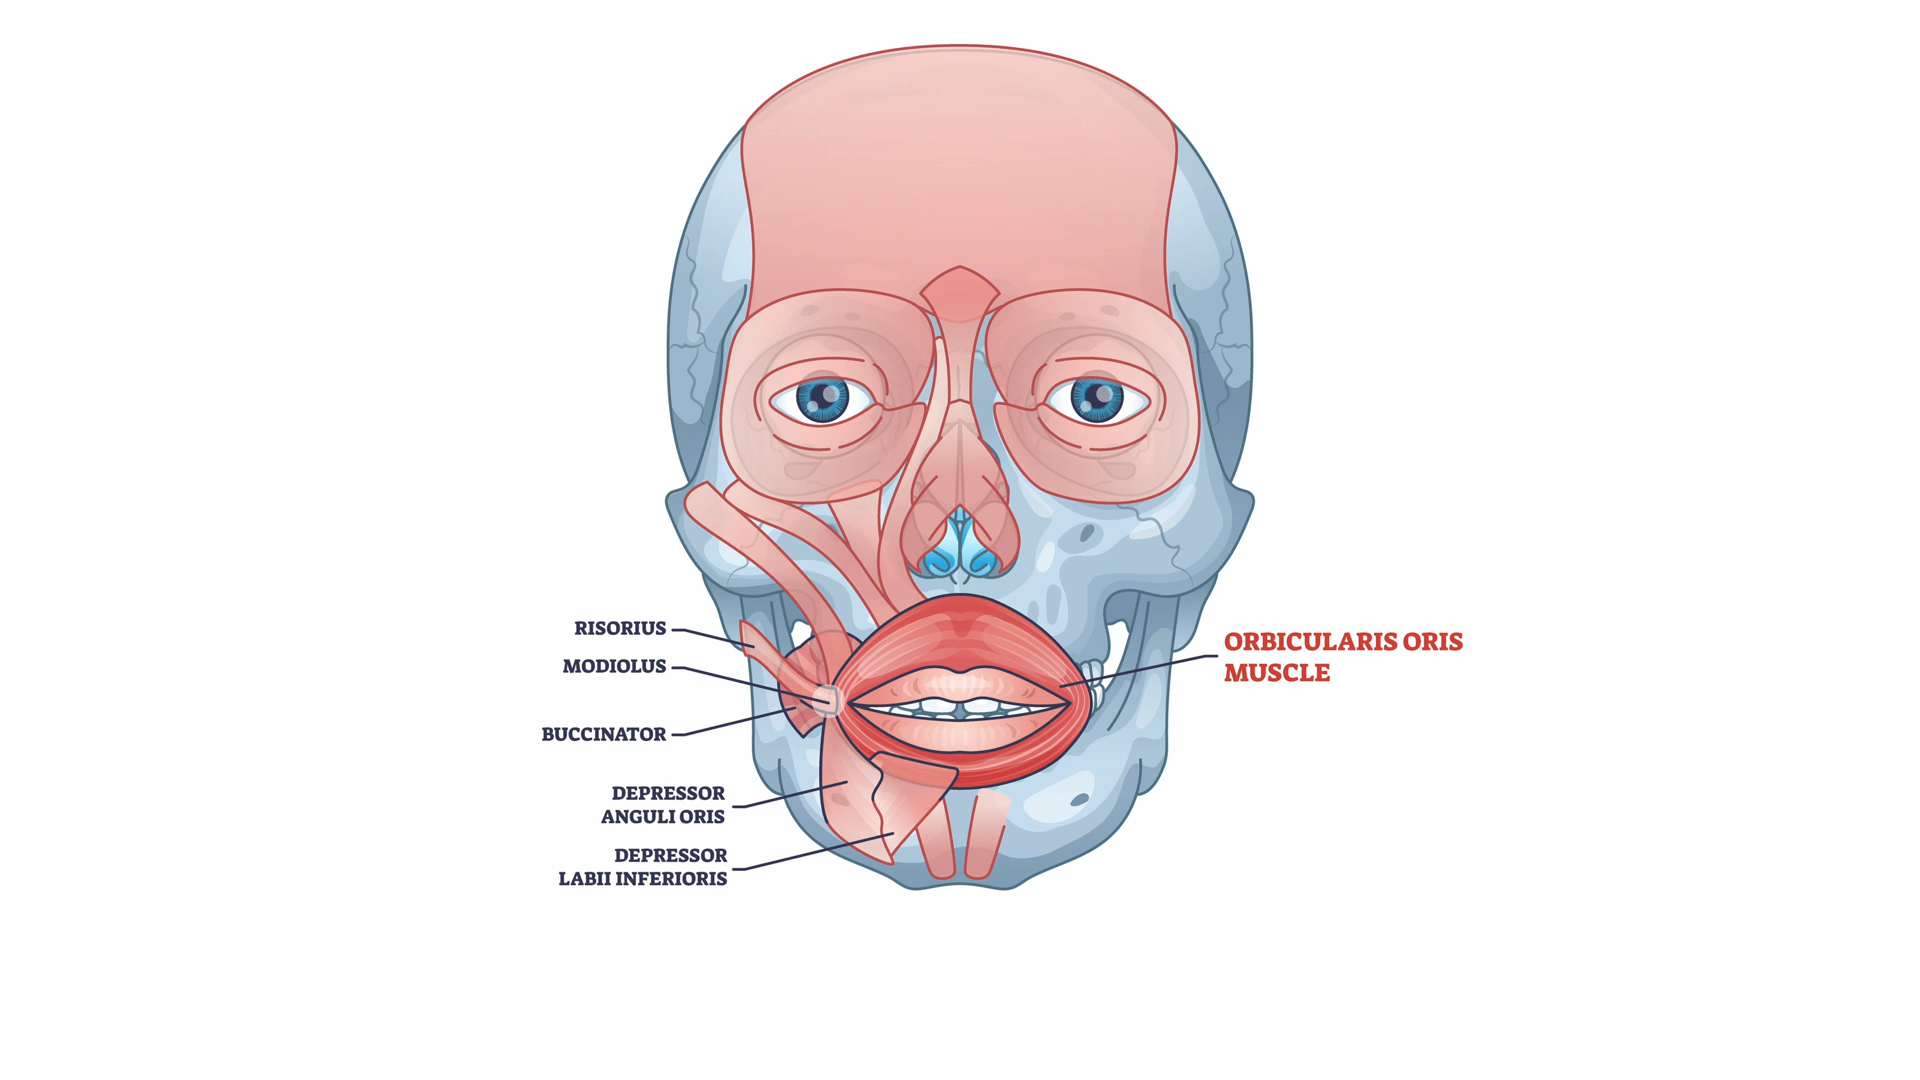 RISORIUS
MODIOLUS
BUCCINATOR
DEPRESSOR
ANGULI ORIS
DEPRESSOR
LABII INFERIORIS
ORBICULARIS ORIS
MUSCLE